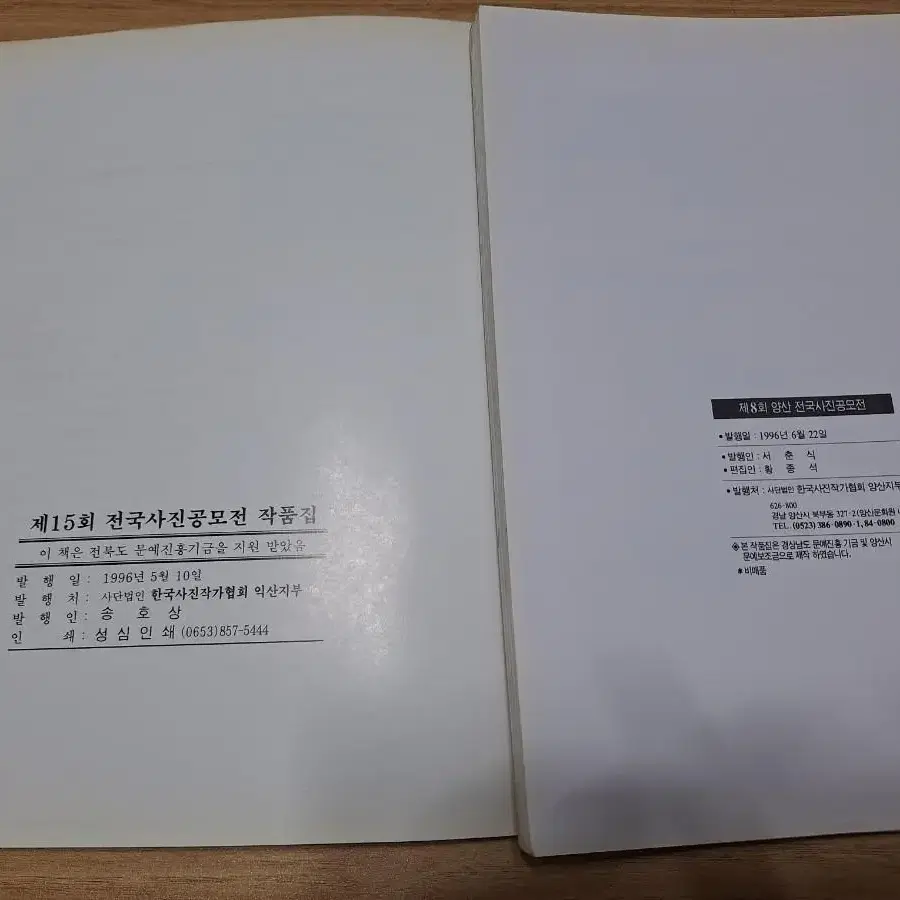 제15회 전국사진공모전 작품집
이 책은 전북도 문예진흥기금을 지원 받았음
발 행 일 : 1996년 5월 10일
발 행 처 : 사단법인 한국사진작가협회 익산지부
발 행 인 : 송 호 상
인 쇄 : 성심인쇄 (0653)857-5444
제8회 양산 전국사진공모전
• 발행일 : 1996년 6월 22일
• 발행인 : 서 춘 식
• 편집인 : 황 종 석
• 발행처 : 사단법인 한국사진작가협회 양산지부
626-800
경남 양산시 북부동 327-2(양산문화원 내
TEL. (0523) 386-0890·1, 84-0800
※ 본 작품집은 경상남도 문예진흥 기금 및 양산시
문예보조금으로 제작 하였습니다.
* 비매품